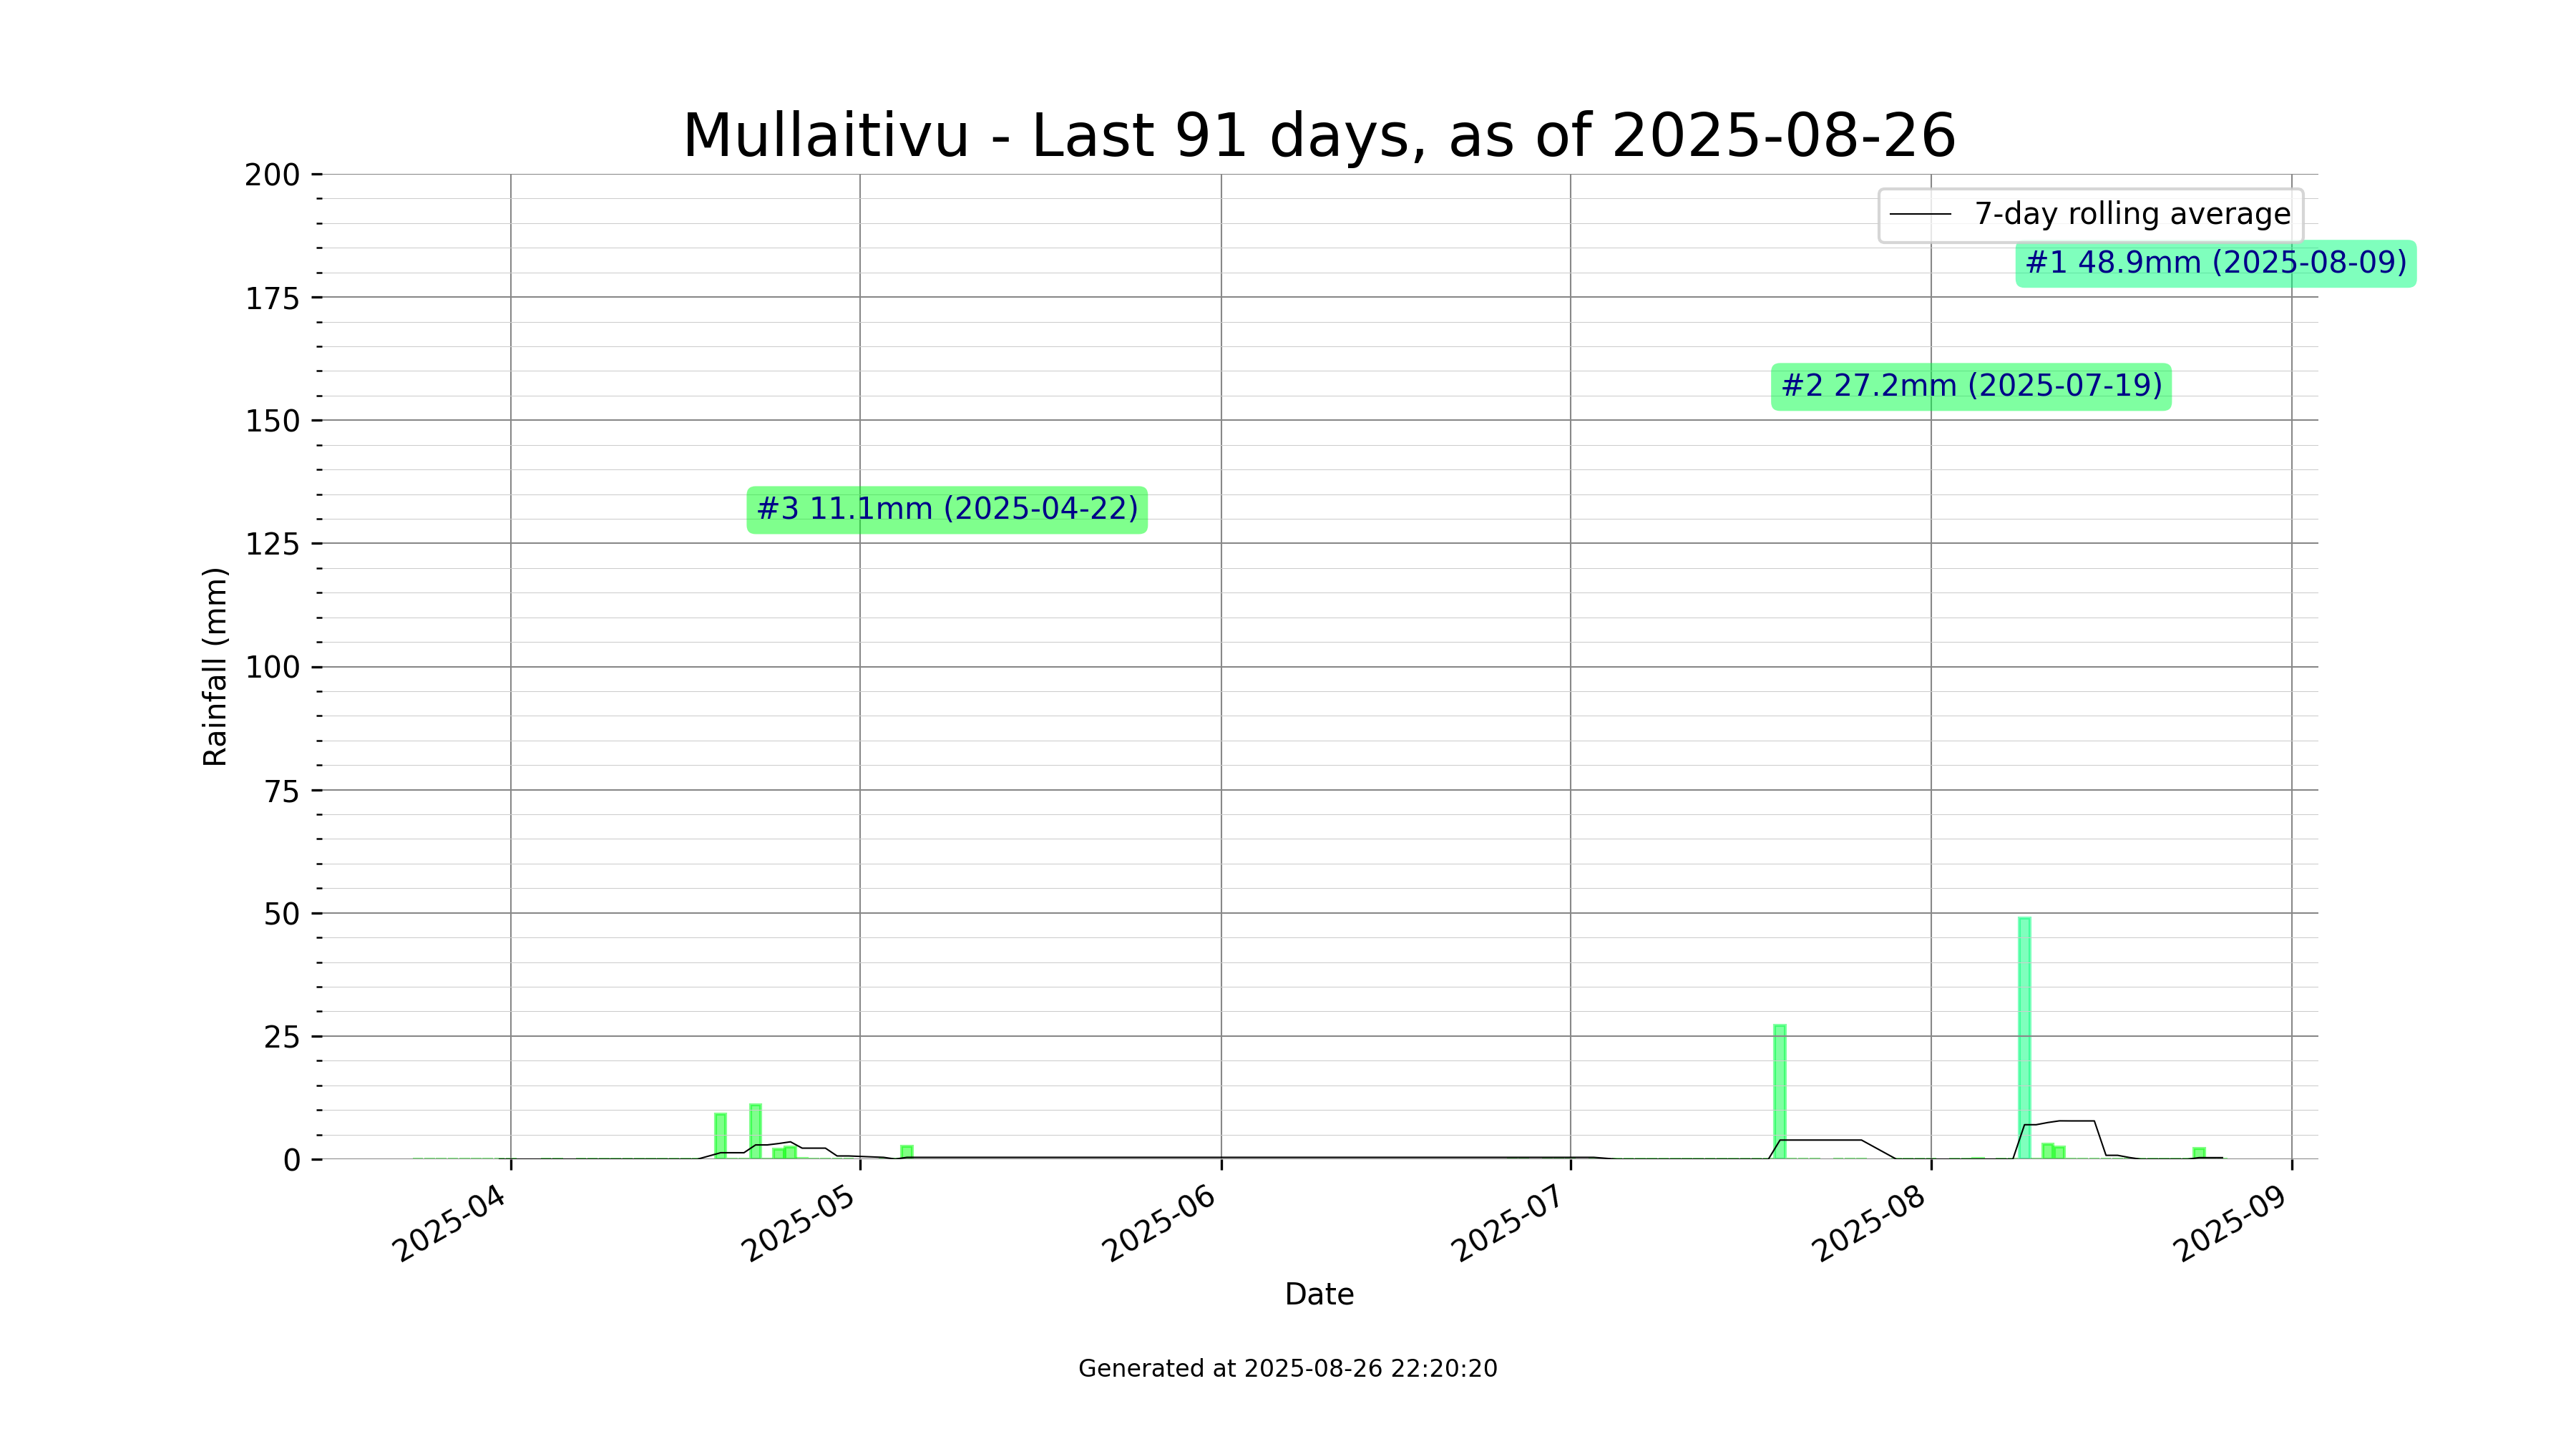 Mullaitivu - Last 91 days, as of 2025-08-26
200
175
150
125
100
75
50
25
0
Rainfall (mm)
7-day rolling average
#1 48.9mm (2025-08-09)
#2 27.2mm (2025-07-19)
#3 11.1mm (2025-04-22)
2025-04
2025-05
2025-06
2025-07
2025-08
2025-09
Date
Generated at 2025-08-26 22:20:20